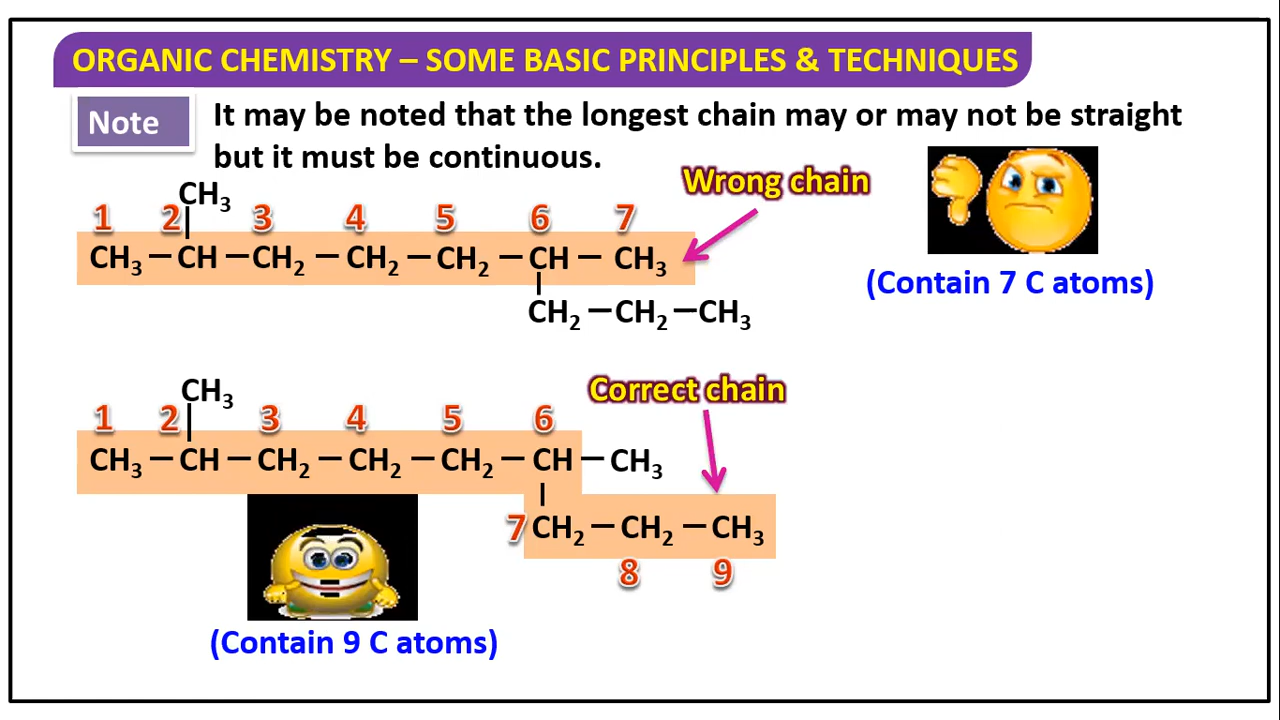 ORGANIC CHEMISTRY – SOME BASIC PRINCIPLES & TECHNIQUES
Note
It may be noted that the longest chain may or may not be straight
but it must be continuous.
Wrong chain
CH₃
1 2 3 4 5 6 7
CH₃ – CH – CH₂ – CH₂ – CH₂ – CH – CH₃
(Contain 7 C atoms)
CH₂ – CH₂ – CH₃
CH₃
Correct chain
1 2 3 4 5 6
CH₃ – CH – CH₂ – CH₂ – CH₂ – CH – CH₃
7 CH₂ – CH₂ – CH₃
8 9
(Contain 9 C atoms)